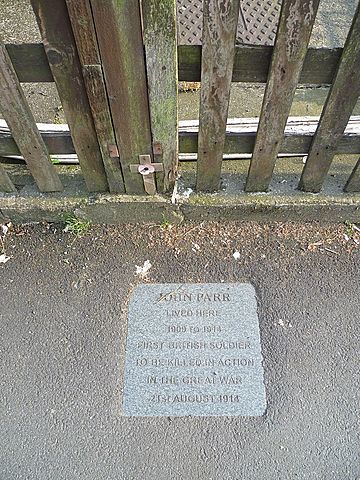 JOHN PARR
LIVED HERE
1909 TO 1914
FIRST BRITISH SOLDIER
TO BE KILLED IN ACTION
IN THE GREAT WAR
21ST AUGUST 1914